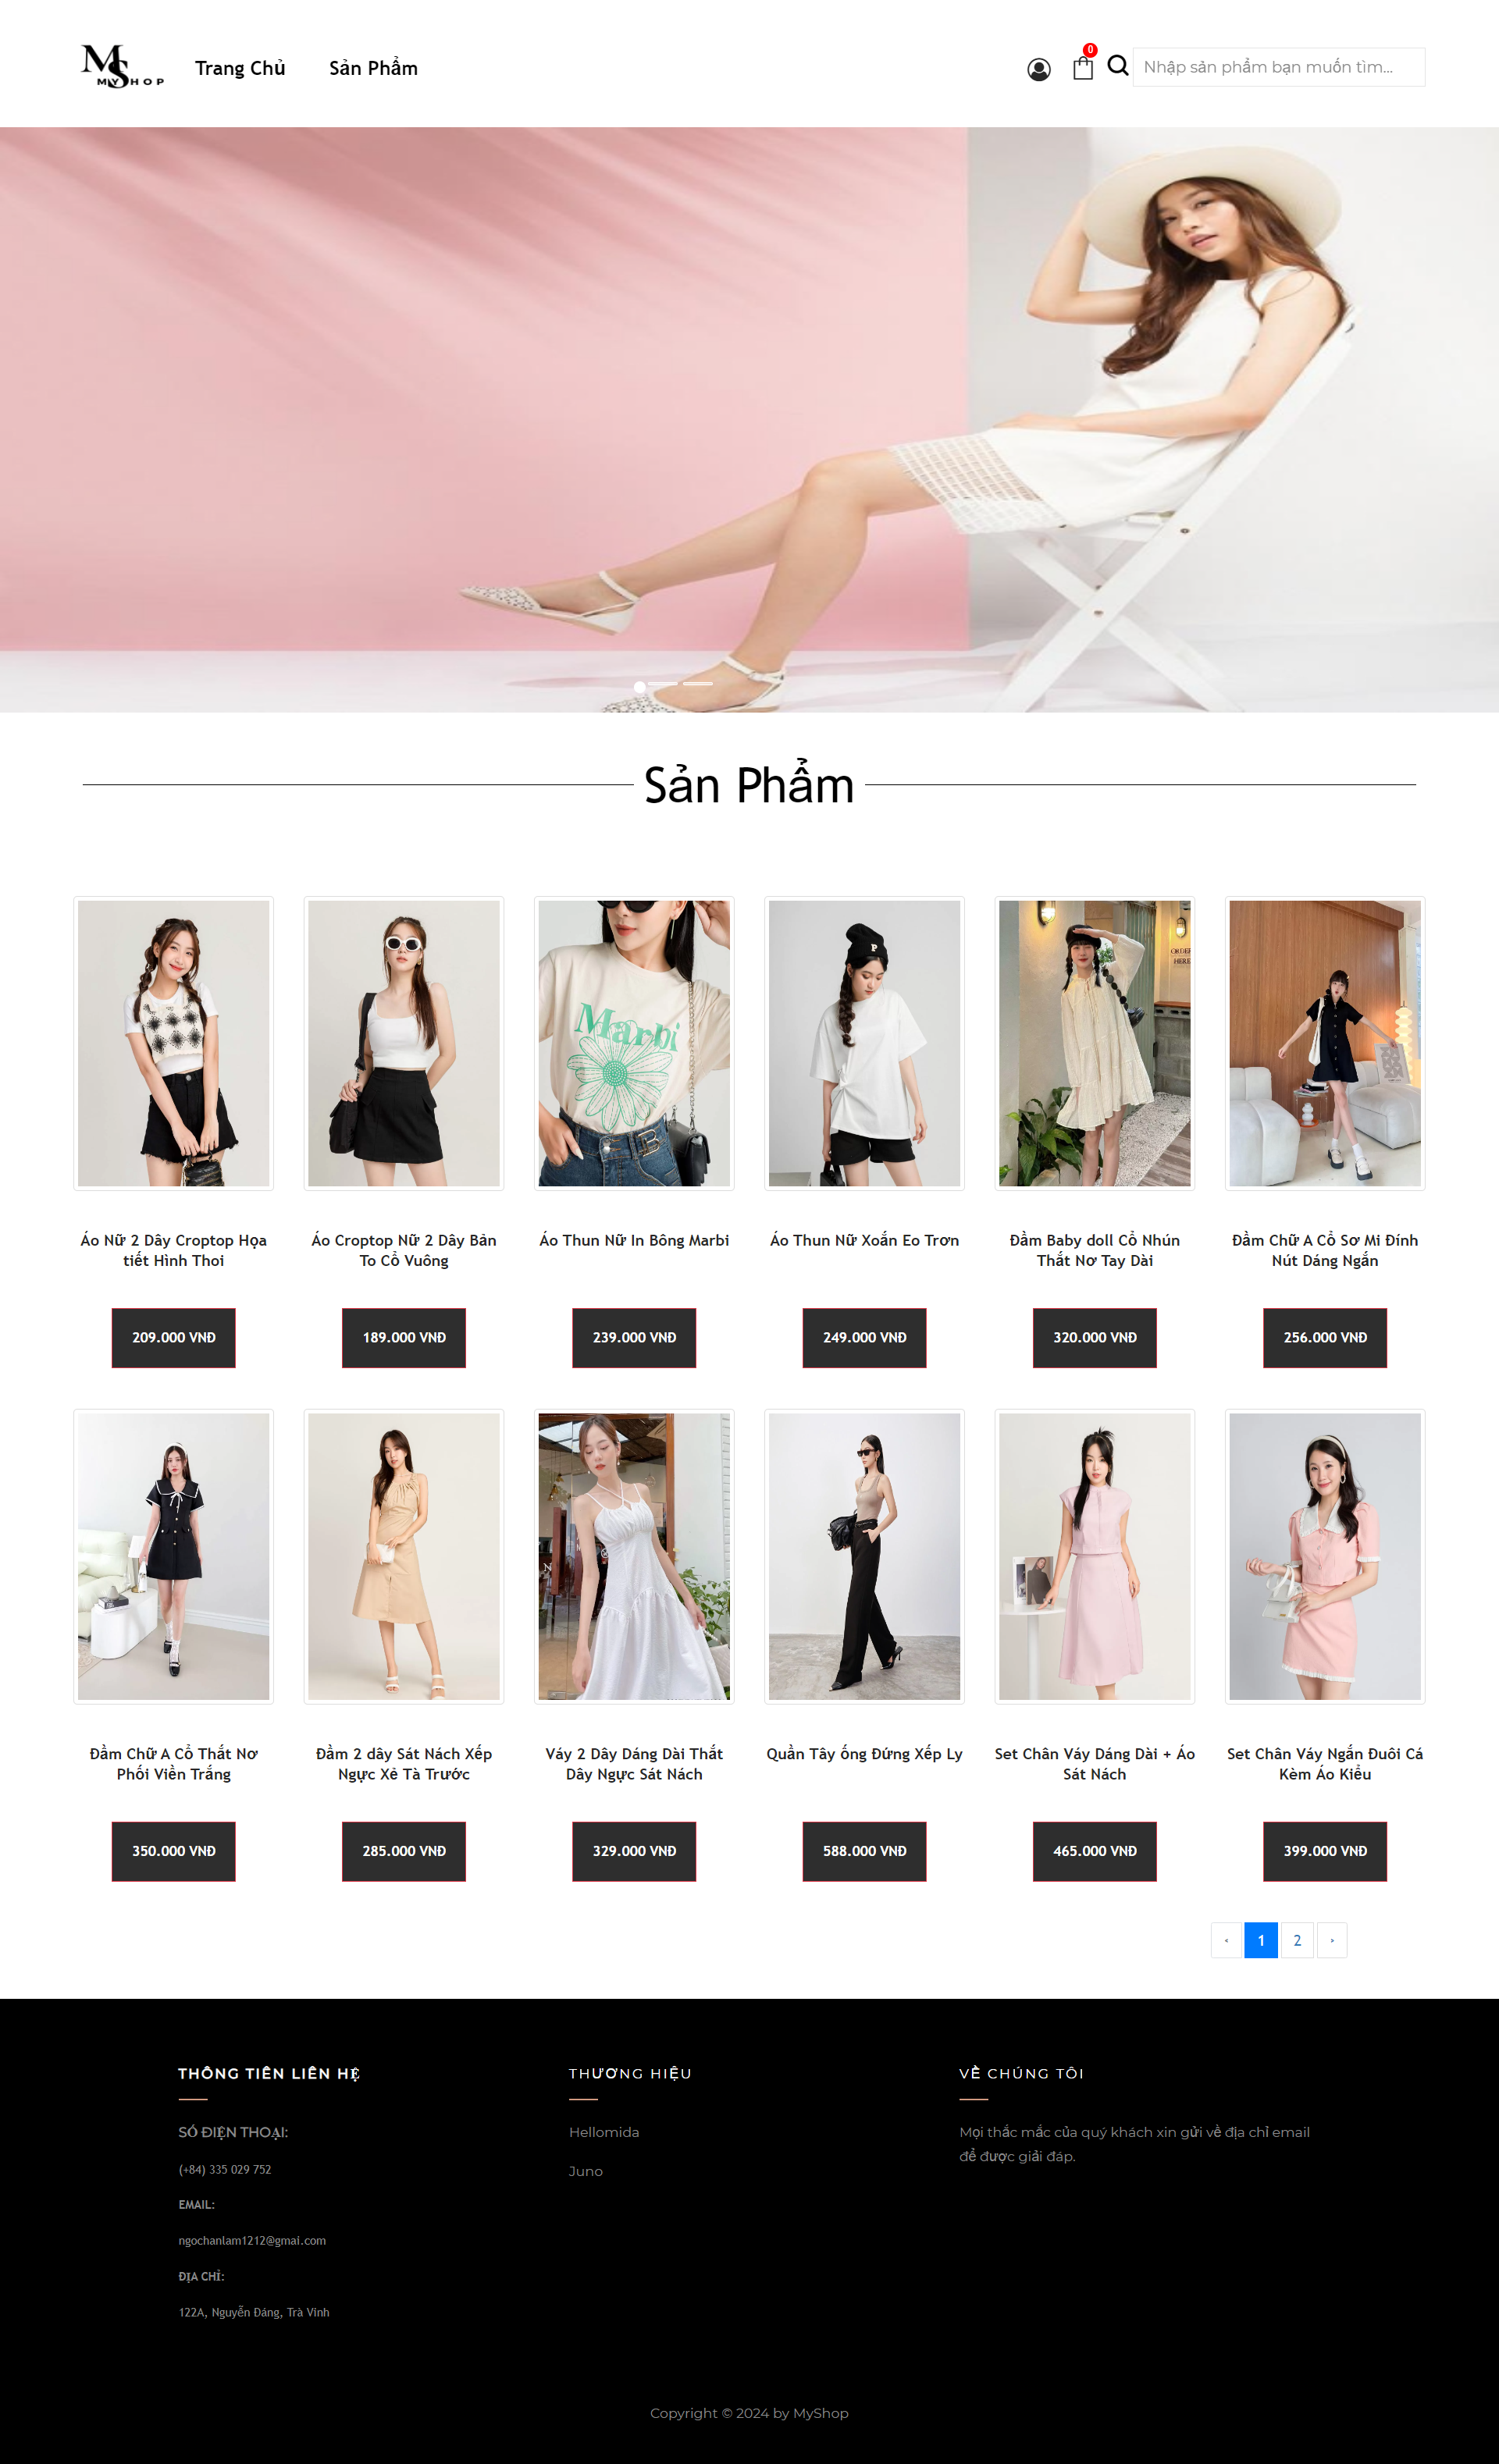 MS
MYSHOP
Trang Chủ
Sản Phẩm
0
Nhập sản phẩm bạn muốn tìm...
Sản Phẩm
Marbi
P
ORDER
HERE
Áo Nữ 2 Dây Croptop Họa
tiết Hình Thoi
Áo Croptop Nữ 2 Dây Bản
To Cổ Vuông
Áo Thun Nữ In Bông Marbi
Áo Thun Nữ Xoắn Eo Trơn
Đầm Baby doll Cổ Nhún
Thắt Nơ Tay Dài
Đầm Chữ A Cổ Sơ Mi Đính
Nút Dáng Ngắn
209.000 VNĐ
189.000 VNĐ
239.000 VNĐ
249.000 VNĐ
320.000 VNĐ
256.000 VNĐ
Đầm Chữ A Cổ Thắt Nơ
Phối Viền Trắng
Đầm 2 dây Sát Nách Xếp
Ngực Xẻ Tà Trước
Váy 2 Dây Dáng Dài Thắt
Dây Ngực Sát Nách
Quần Tây ống Đứng Xếp Ly
Set Chân Váy Dáng Dài + Áo
Sát Nách
Set Chân Váy Ngắn Đuôi Cá
Kèm Áo Kiểu
350.000 VNĐ
285.000 VNĐ
329.000 VNĐ
588.000 VNĐ
465.000 VNĐ
399.000 VNĐ
‹ 1 2 ›
THÔNG TIÊN LIÊN HỆ
SỐ ĐIỆN THOẠI:
(+84) 335 029 752
EMAIL:
ngochanlam1212@gmai.com
ĐỊA CHỈ:
122A, Nguyễn Đáng, Trà Vinh
THƯƠNG HIỆU
Hellomida
Juno
VỀ CHÚNG TÔI
Mọi thắc mắc của quý khách xin gửi về địa chỉ email
để được giải đáp.
Copyright © 2024 by MyShop